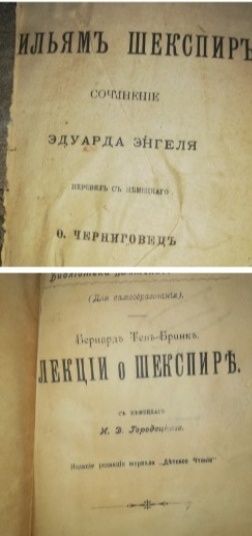 ИЛЬЯМЪ ШЕКСПИРЪ
СОЧИНЕНІЕ
ЭДУАРДА ЭНГЕЛЯ
ПЕРЕВЕЛЪ СЪ НѢМЕЦКАГО
Ѳ. ЧЕРНИГОВЕЦЪ
(Для самообразованія).
Бернардъ Тенъ-Бринкъ.
ЛЕКЦІИ о ШЕКСПИРѢ.
СЪ НѢМЕЦКАГО
И. Д. Городецкаго.
Изданіе редакціи журнала „Дѣтское Чтеніе"